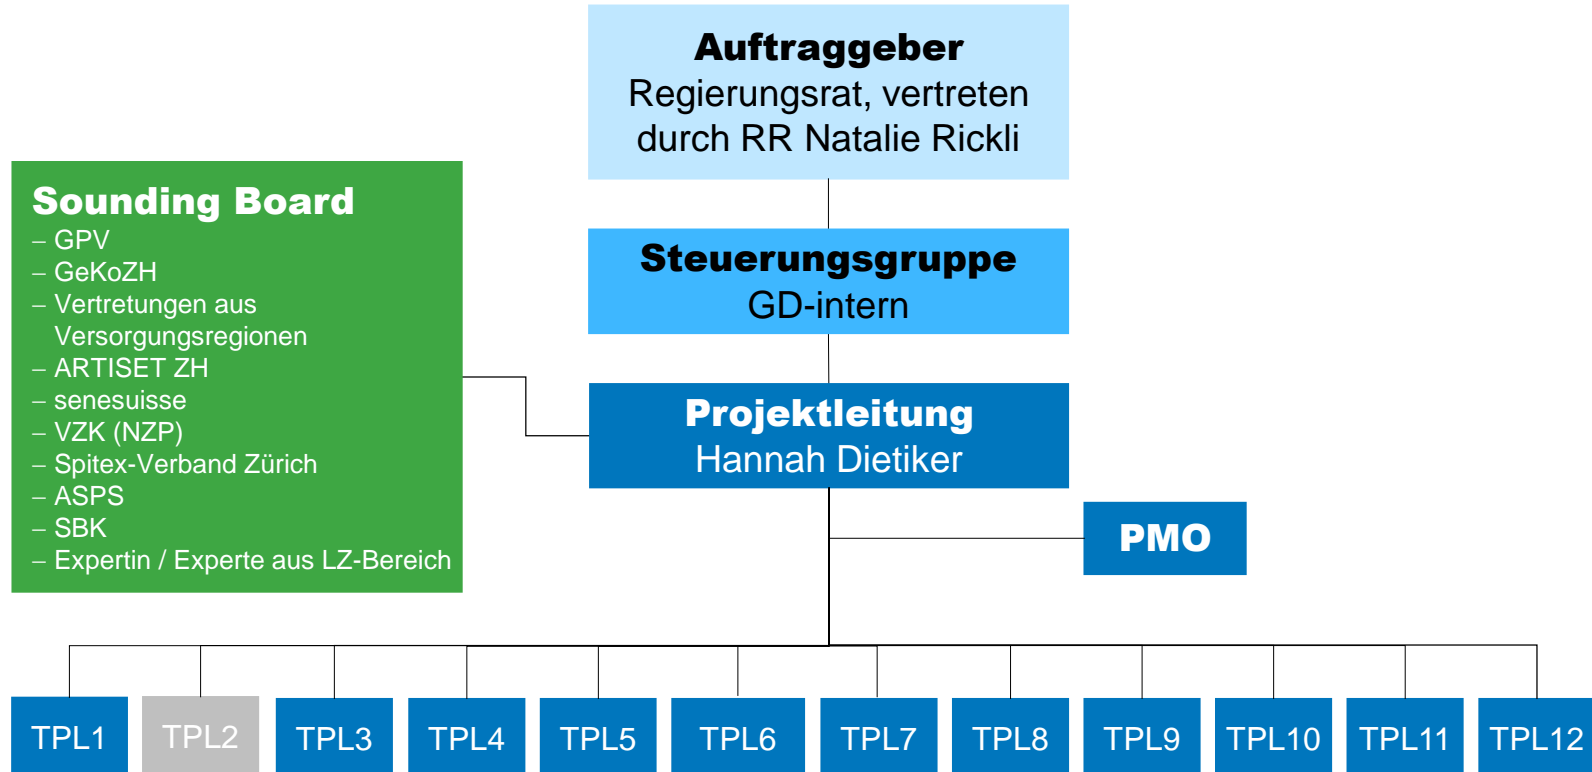 Auftraggeber
Regierungsrat, vertreten
durch RR Natalie Rickli
Sounding Board
– GPV
– GeKoZH
– Vertretungen aus
Versorgungsregionen
– ARTISET ZH
– senesuisse
– VZK (NZP)
– Spitex-Verband Zürich
– ASPS
– SBK
– Expertin / Experte aus LZ-Bereich
Steuerungsgruppe
GD-intern
Projektleitung
Hannah Dietiker
PMO
TPL1
TPL2
TPL3
TPL4
TPL5
TPL6
TPL7
TPL8
TPL9
TPL10
TPL11
TPL12